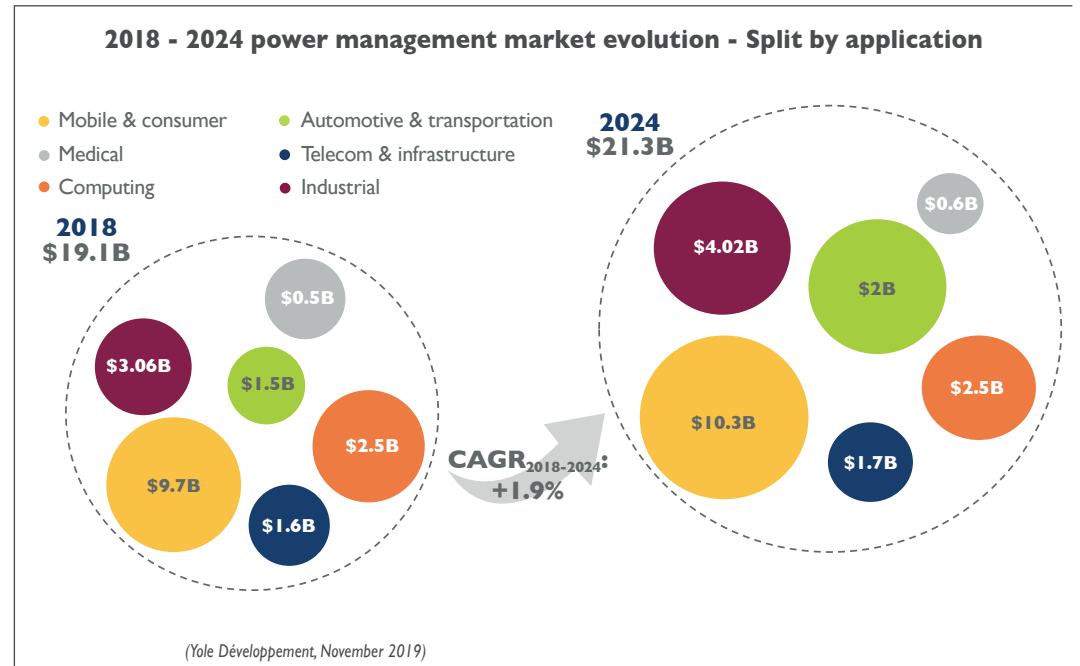 2018 - 2024 power management market evolution - Split by application
Mobile & consumer
Automotive & transportation
Medical
Telecom & infrastructure
Computing
Industrial
2018
$19.1B
$0.5B
$3.06B
$1.5B
$2.5B
$9.7B
$1.6B
CAGR2018-2024:
+1.9%
2024
$21.3B
$0.6B
$4.02B
$2B
$2.5B
$10.3B
$1.7B
(Yole Développement, November 2019)